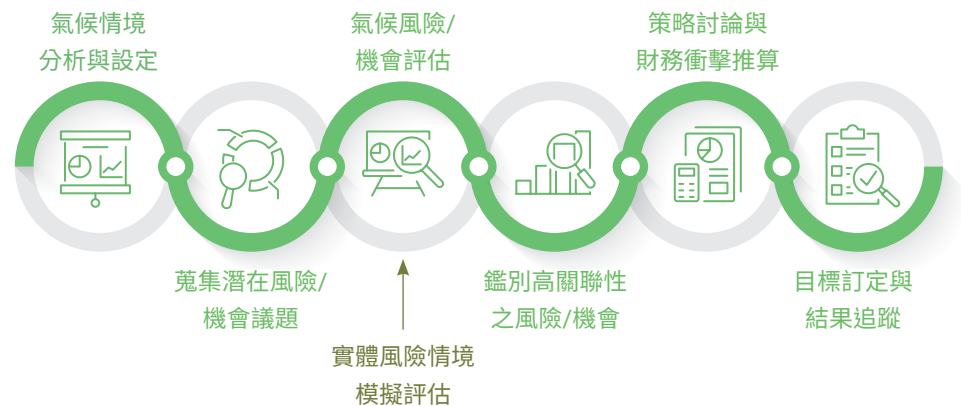 氣候情境
分析與設定
蒐集潛在風險/
機會議題
氣候風險/
機會評估
實體風險情境
模擬評估
鑑別高關聯性
之風險/機會
策略討論與
財務衝擊推算
目標訂定與
結果追蹤